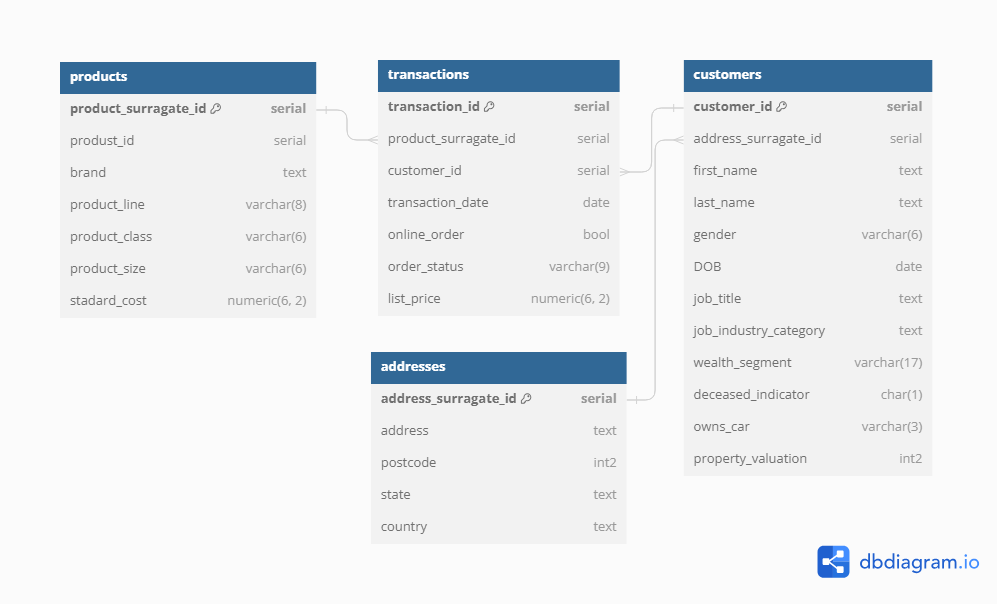 products
product_surragate_id serial
produst_id serial
brand text
product_line varchar(8)
product_class varchar(6)
product_size varchar(6)
stadard_cost numeric(6, 2)
transactions
transaction_id serial
product_surragate_id serial
customer_id serial
transaction_date date
online_order bool
order_status varchar(9)
list_price numeric(6, 2)
customers
customer_id serial
address_surragate_id serial
first_name text
last_name text
gender varchar(6)
DOB date
job_title text
job_industry_category text
wealth_segment varchar(17)
deceased_indicator char(1)
owns_car varchar(3)
property_valuation int2
addresses
address_surragate_id serial
address text
postcode int2
state text
country text
dbdiagram.io